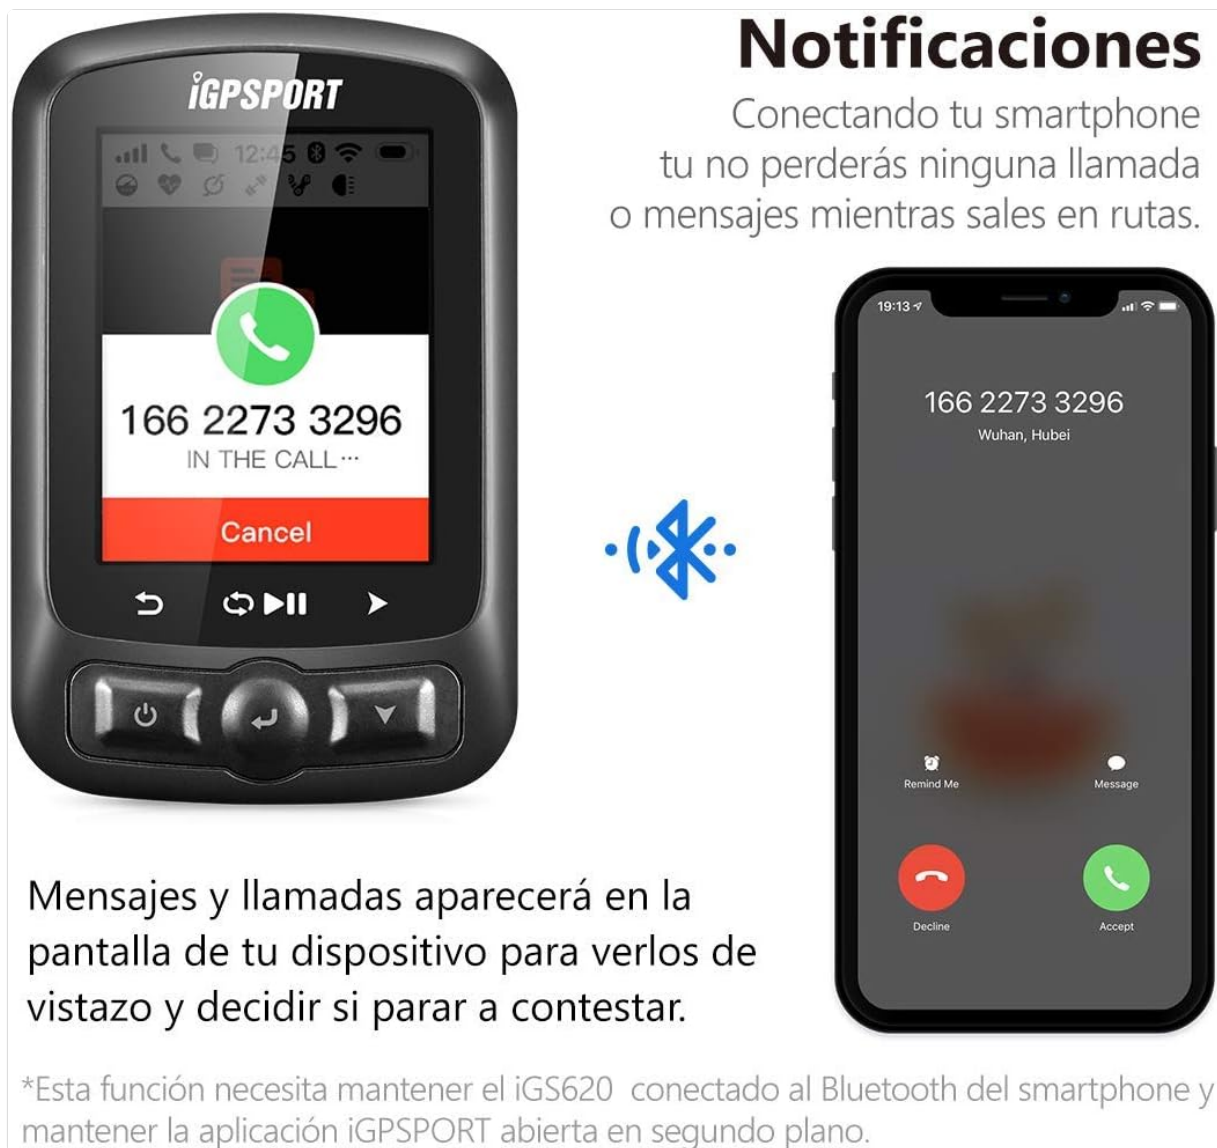 Notificaciones
Conectando tu smartphone
tu no perderás ninguna llamada
o mensajes mientras sales en rutas.
iGPSPORT
12:45
166 2273 3296
IN THE CALL···
Cancel
19:13
166 2273 3296
Wuhan, Hubei
Remind Me
Message
Decline
Accept
Mensajes y llamadas aparecerá en la
pantalla de tu dispositivo para verlos de
vistazo y decidir si parar a contestar.
*Esta función necesita mantener el iGS620 conectado al Bluetooth del smartphone y
mantener la aplicación iGPSPORT abierta en segundo plano.